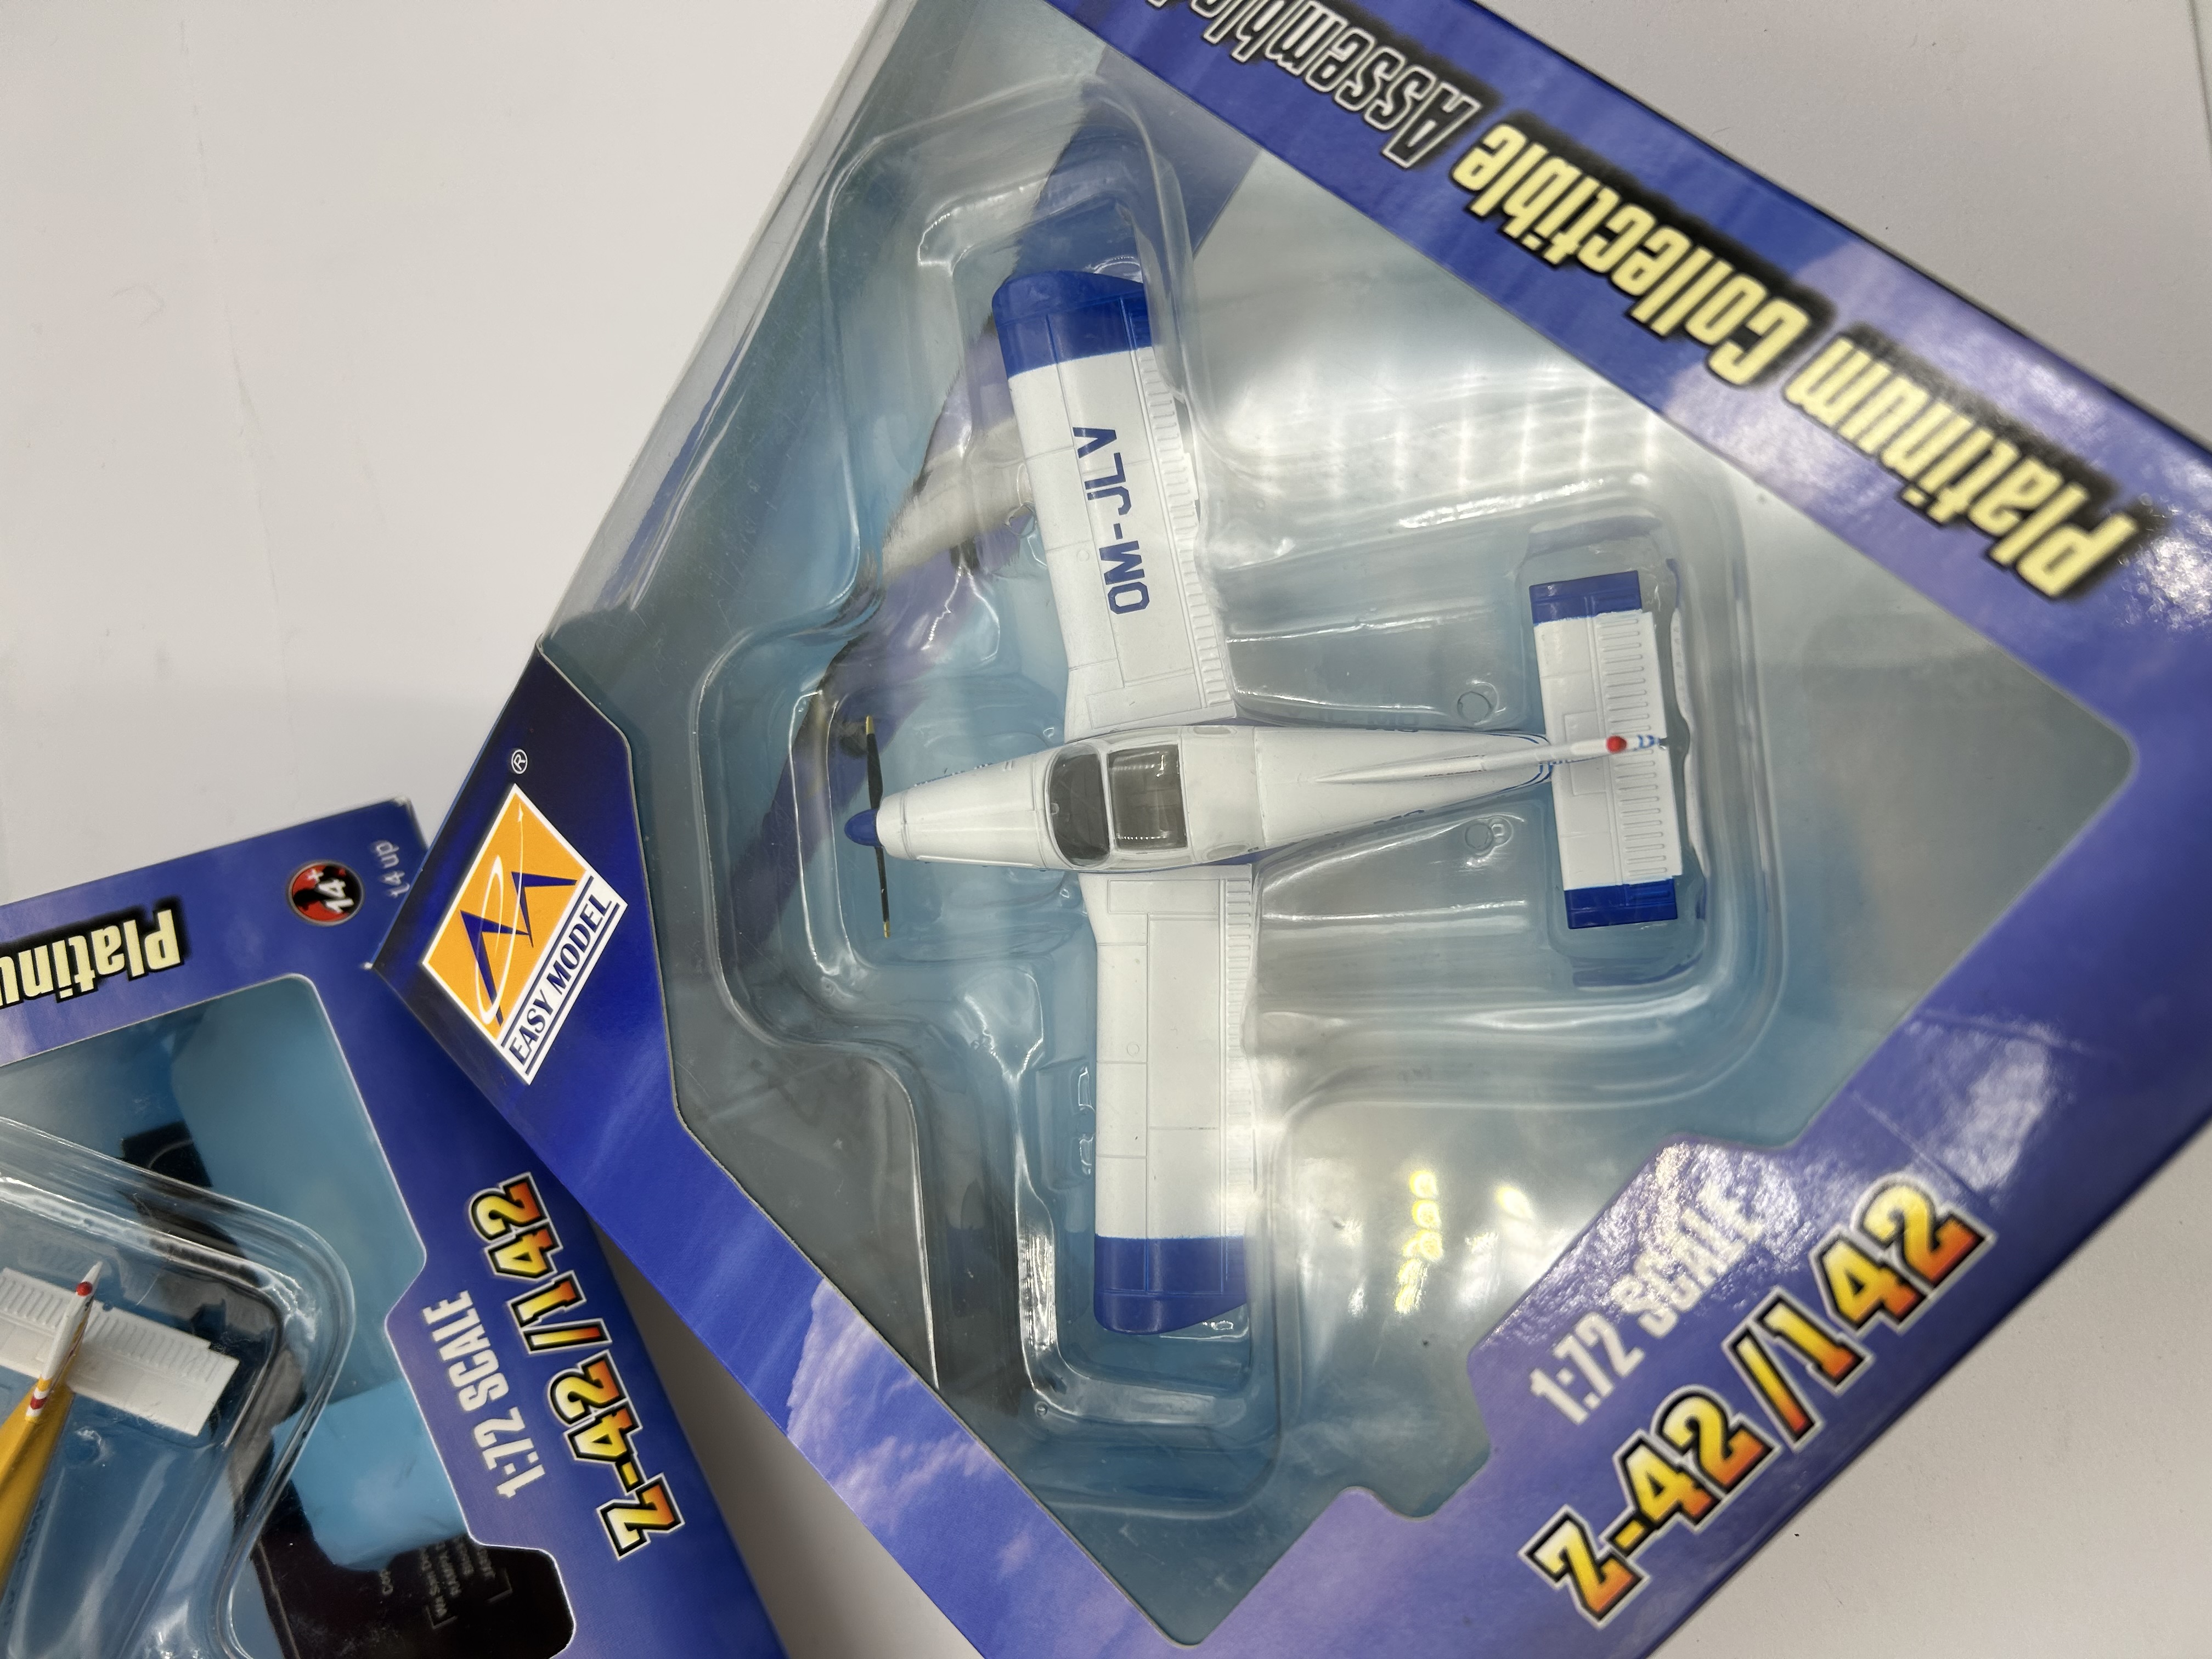 Platinum Collectible Assembled
OM-JLV
®
EASY MODEL
1:72 SCALE
Z-42/142
14+
14 up
Platinu
1:72 SCALE
Z-42/142